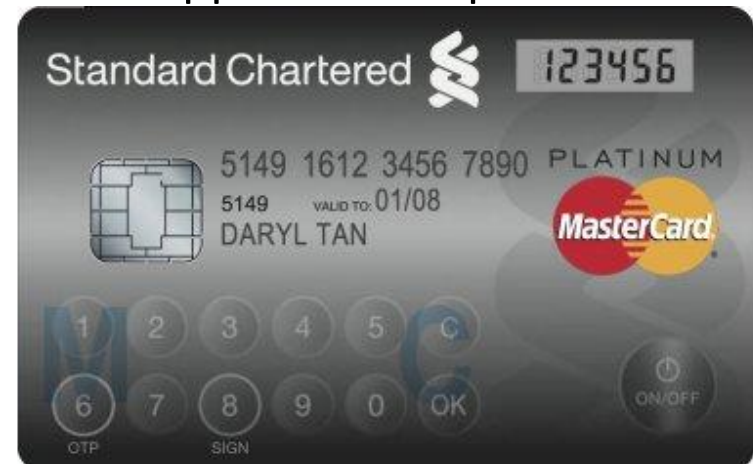 Standard Chartered 123456
5149 1612 3456 7890 PLATINUM
5149 VALID TO: 01/08
DARYL TAN MasterCard
1 2 3 4 5 C
M C
6 7 8 9 0 OK ON/OFF
OTP SIGN